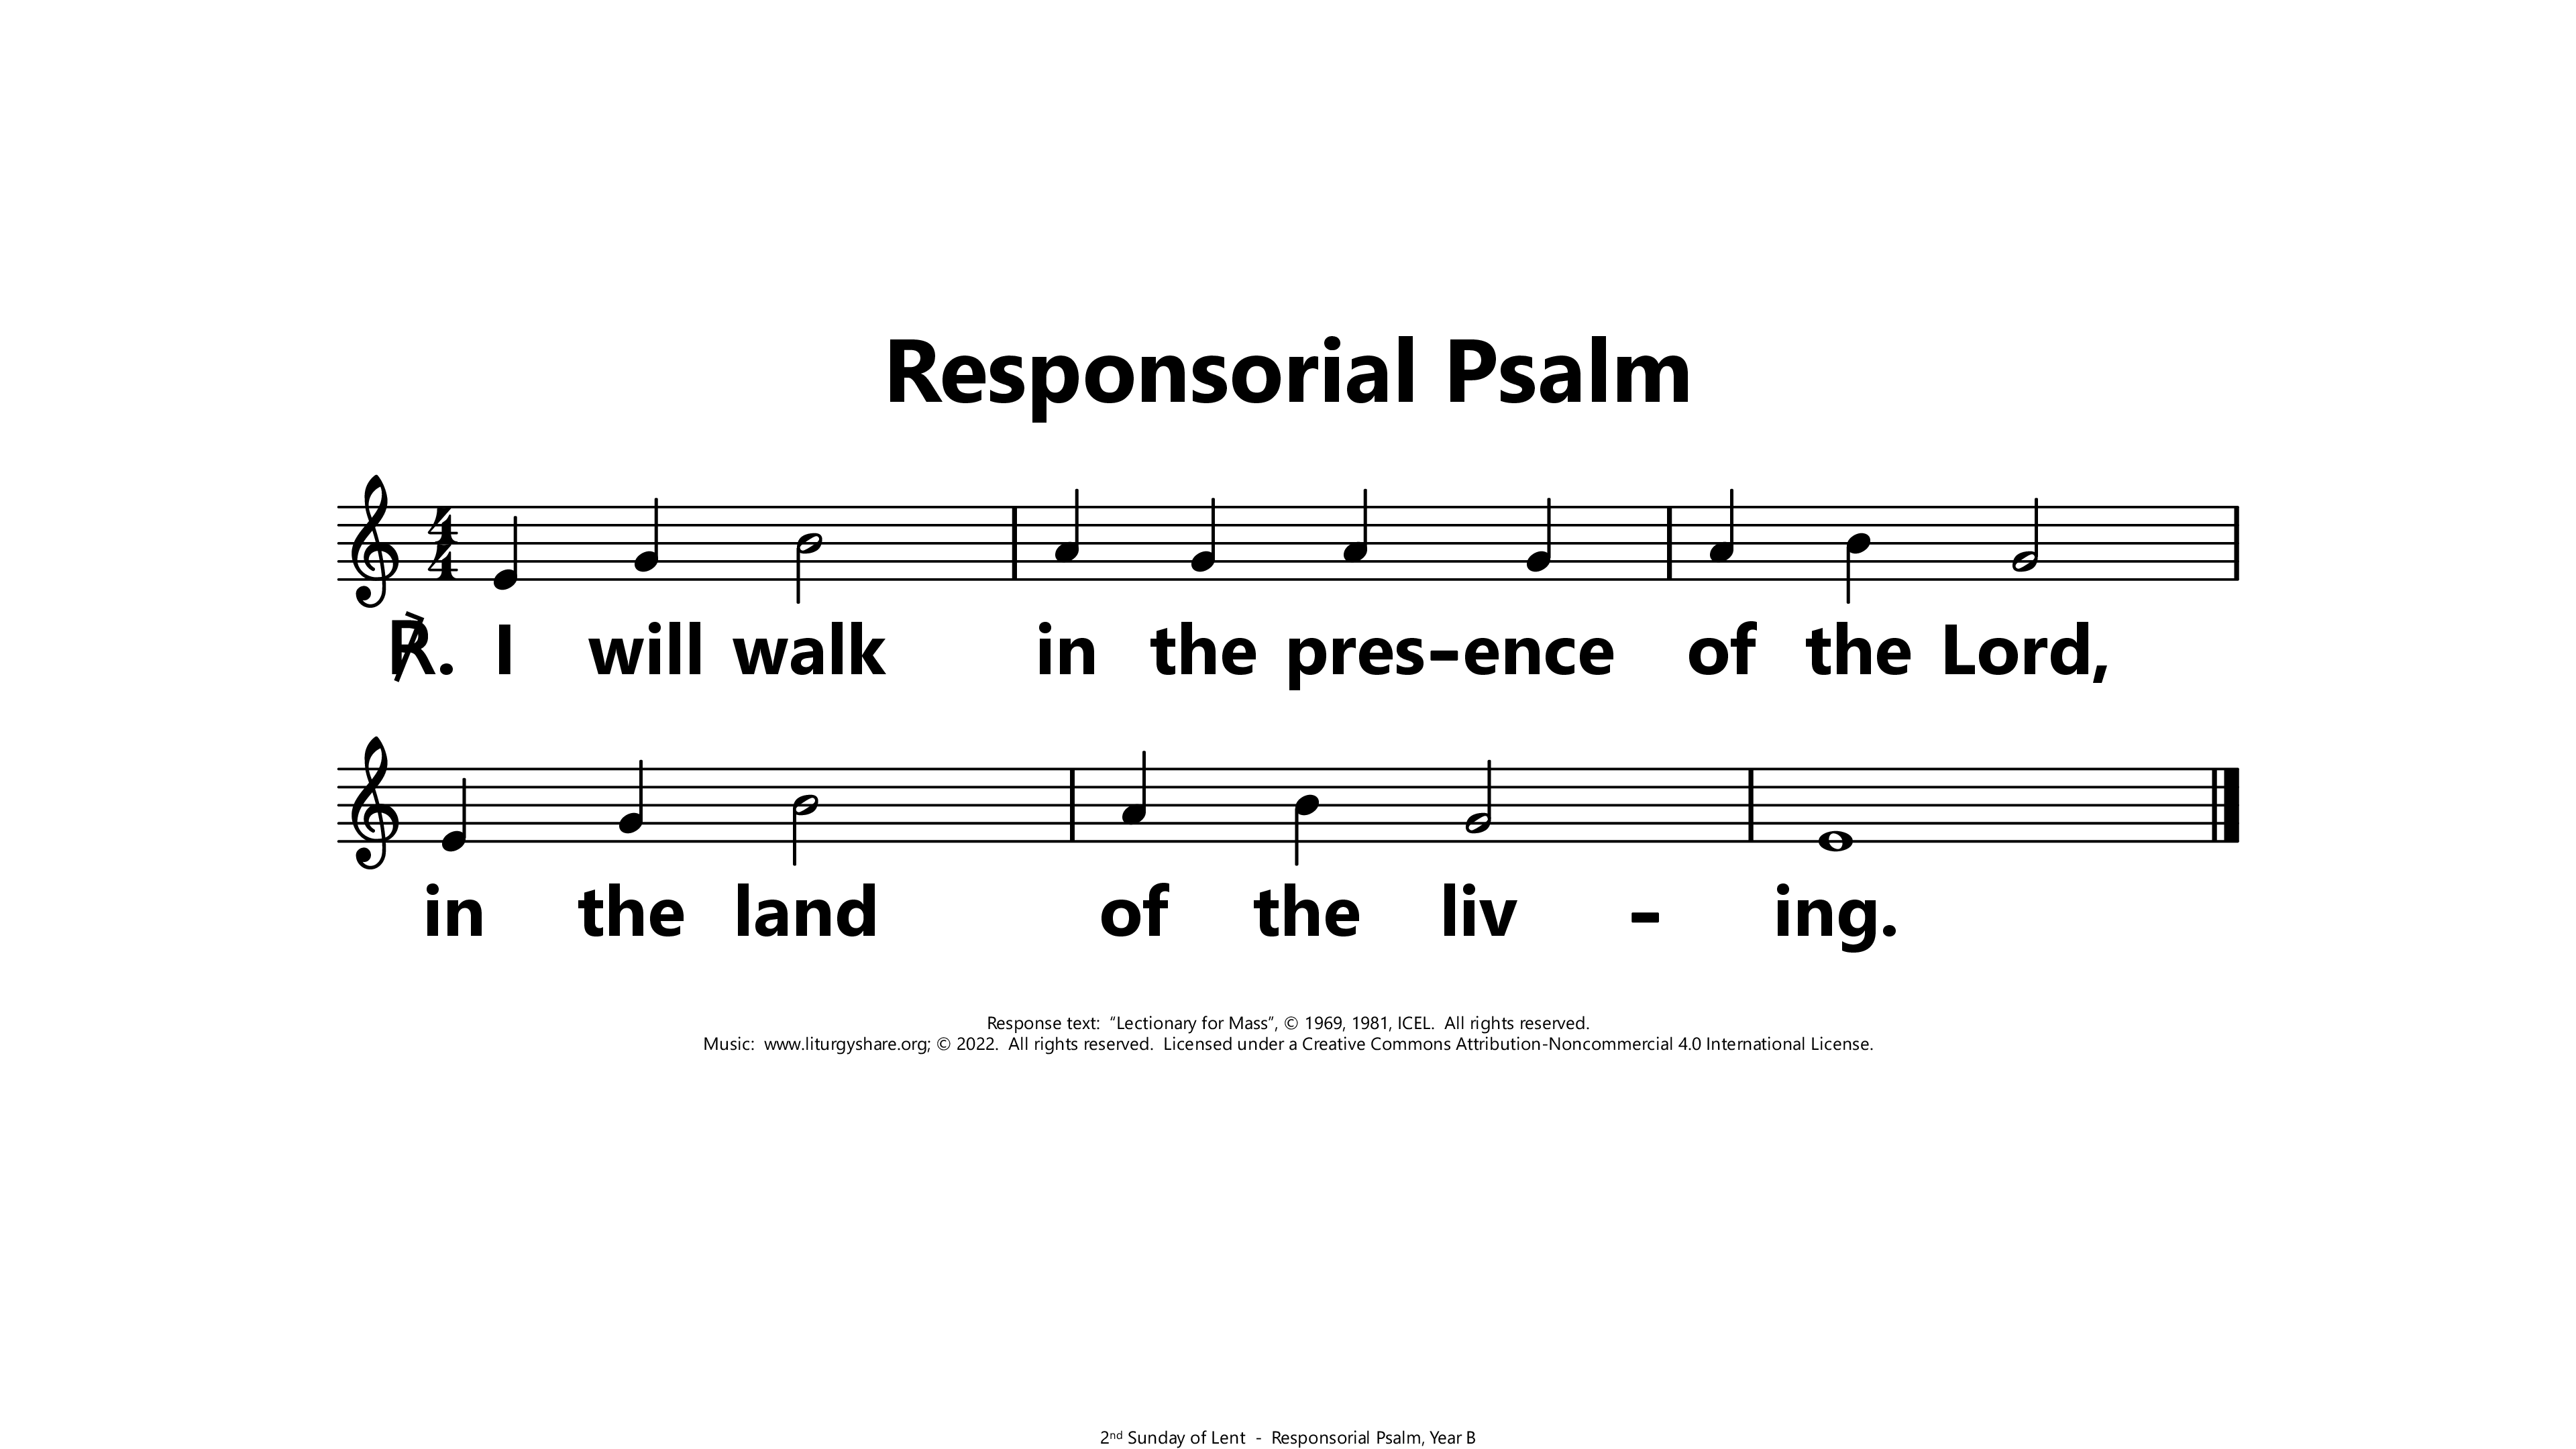 Responsorial Psalm
4
4
℟. I will walk in the pres-ence of the Lord,
in the land of the liv - ing.
Response text: “Lectionary for Mass”, © 1969, 1981, ICEL. All rights reserved.
Music: www.liturgyshare.org; © 2022. All rights reserved. Licensed under a Creative Commons Attribution-Noncommercial 4.0 International License.
2nd Sunday of Lent - Responsorial Psalm, Year B